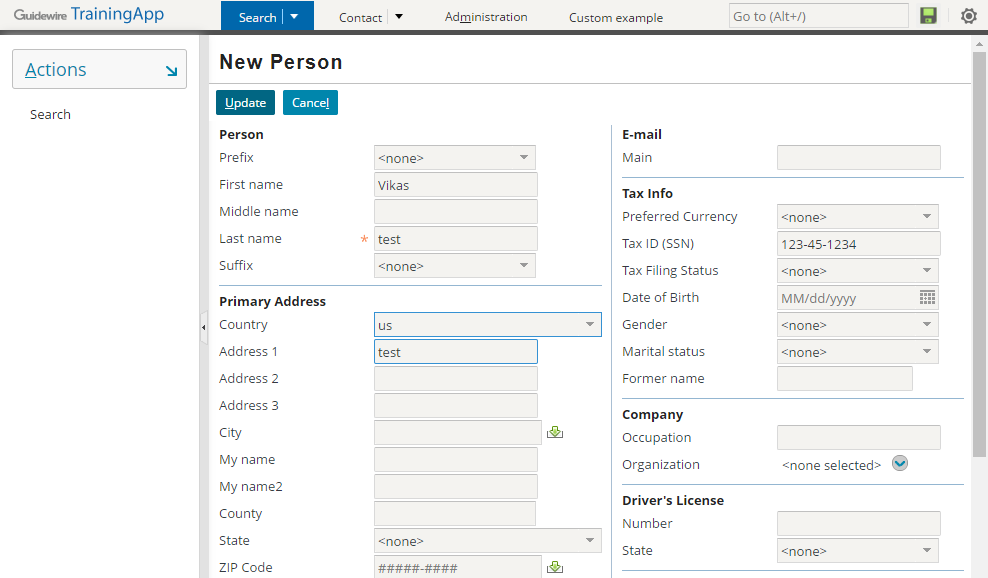 Guidewire TrainingApp
Search Contact Administration Custom example Go to (Alt+/)
Actions
Search
New Person
Update Cancel
Person
Prefix <none>
First name Vikas
Middle name
Last name * test
Suffix <none>
Primary Address
Country us
Address 1 test
Address 2
Address 3
City
My name
My name2
County
State <none>
ZIP Code #####-####
E-mail
Main
Tax Info
Preferred Currency <none>
Tax ID (SSN) 123-45-1234
Tax Filing Status <none>
Date of Birth MM/dd/yyyy
Gender <none>
Marital status <none>
Former name
Company
Occupation
Organization <none selected>
Driver's License
Number
State <none>